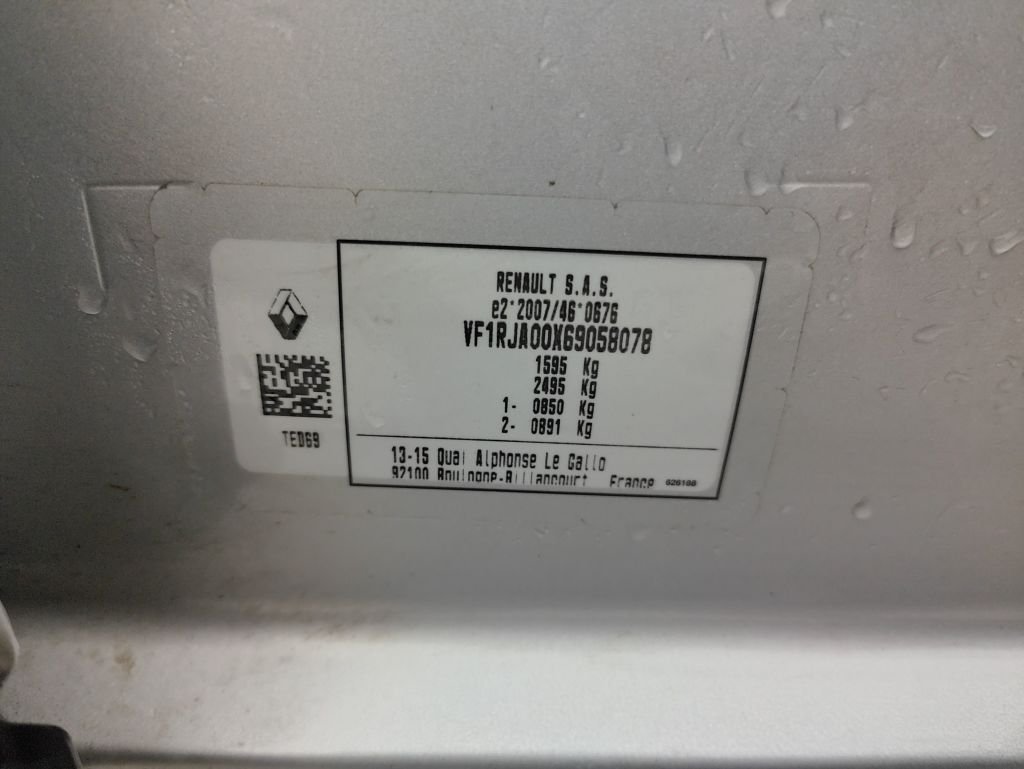 RENAULT S.A.S.
e2*2007/46*0676
VF1RJA00X69058078
1595 Kg
2495 Kg
1- 0850 Kg
2- 0891 Kg
TED69
13-15 Quai Alphonse Le Gallo
92100 Boulogne-Billancourt France 626188